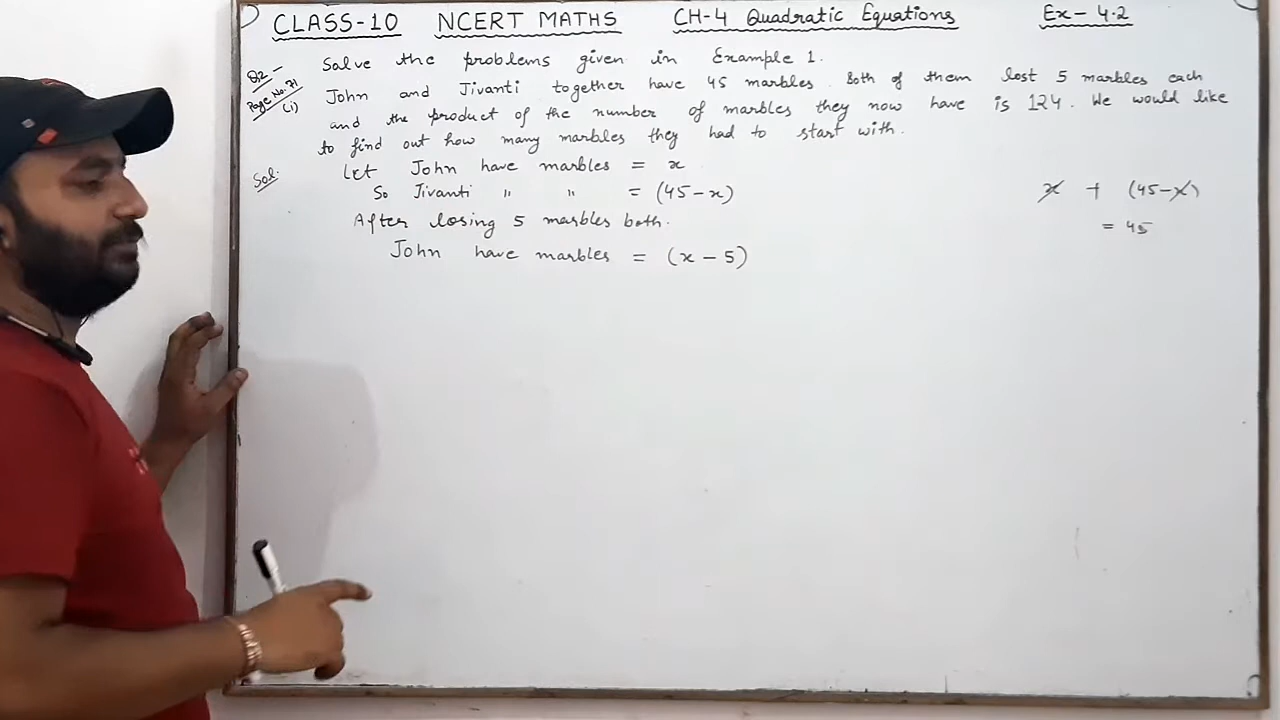 CLASS-10 NCERT MATHS CH-4 Quadratic Equations Ex-4.2
Q2- Solve the problems given in Example 1.
Page No. 71
(i) John and Jivanti together have 45 marbles. Both of them lost 5 marbles each
and the product of the number of marbles they now have is 124. We would like
to find out how many marbles they had to start with.
Sol. Let John have marbles = x
So Jivanti " " = (45-x)
x + (45-x)
After losing 5 marbles both.
= 45
John have marbles = (x-5)